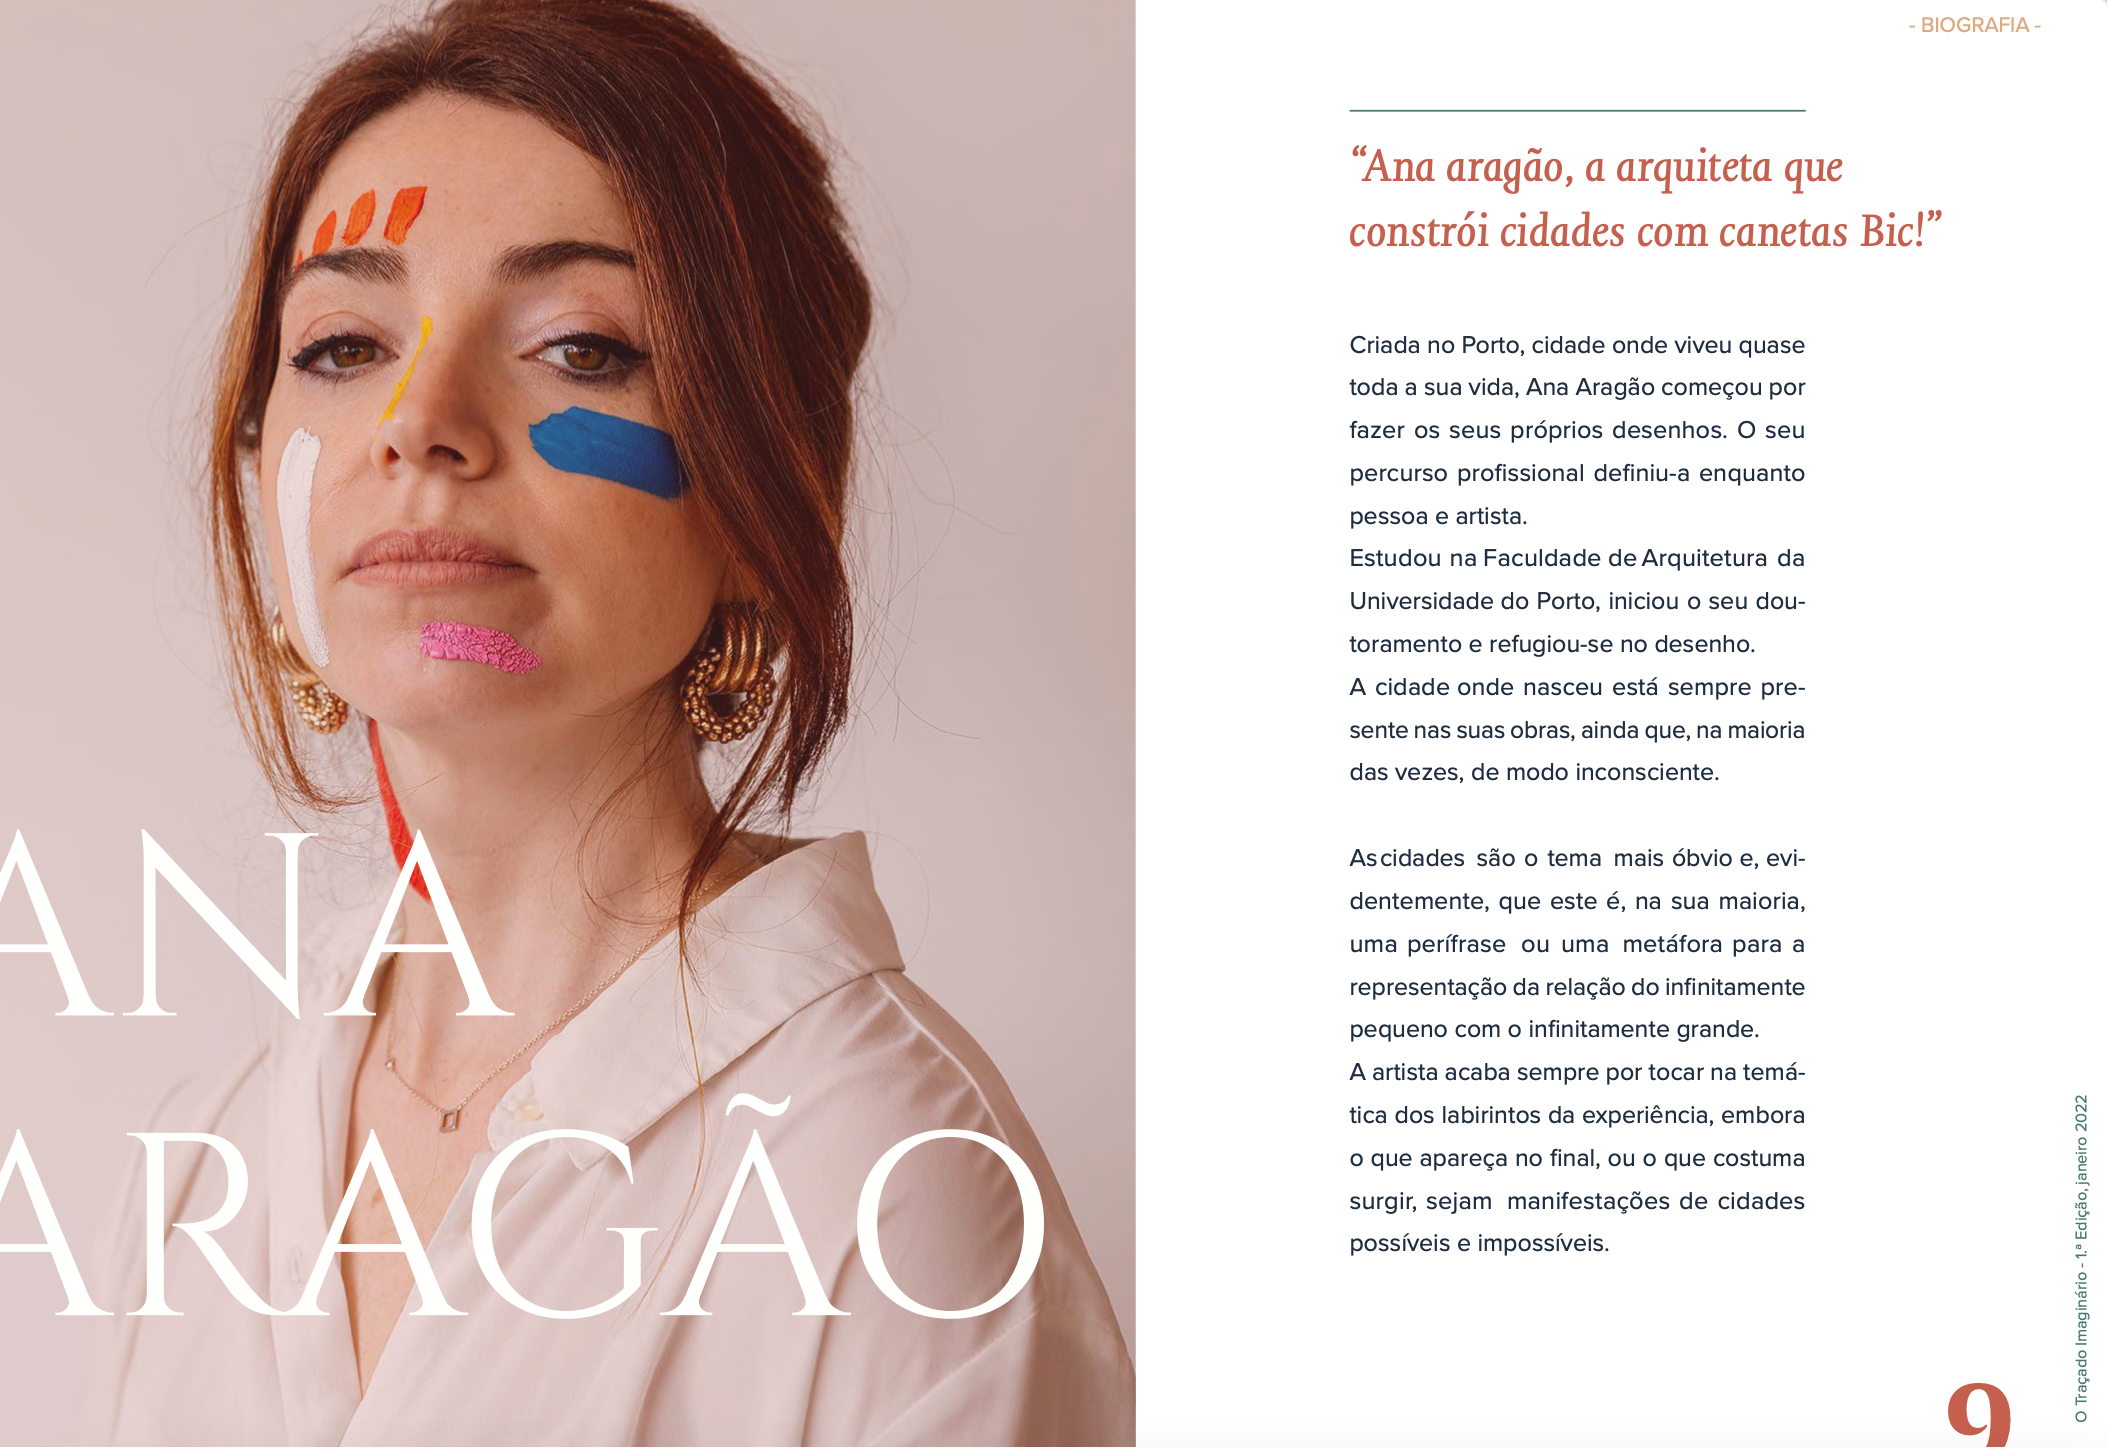 ANA
ARAGÃO
- BIOGRAFIA -
“Ana aragão, a arquiteta que
constrói cidades com canetas Bic!”
Criada no Porto, cidade onde viveu quase
toda a sua vida, Ana Aragão começou por
fazer os seus próprios desenhos. O seu
percurso profissional definiu-a enquanto
pessoa e artista.
Estudou na Faculdade de Arquitetura da
Universidade do Porto, iniciou o seu dou-
toramento e refugiou-se no desenho.
A cidade onde nasceu está sempre pre-
sente nas suas obras, ainda que, na maioria
das vezes, de modo inconsciente.
As cidades são o tema mais óbvio e, evi-
dentemente, que este é, na sua maioria,
uma perífrase ou uma metáfora para a
representação da relação do infinitamente
pequeno com o infinitamente grande.
A artista acaba sempre por tocar na temá-
tica dos labirintos da experiência, embora
o que apareça no final, ou o que costuma
surgir, sejam manifestações de cidades
possíveis e impossíveis.
O Traçado Imaginário - 1.ª Edição, janeiro 2022
9